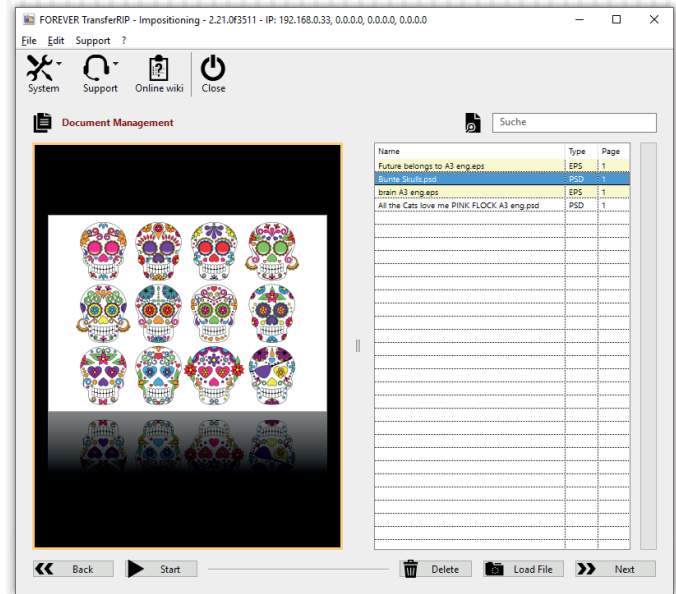 FOREVER TransferRIP - Impositioning - 2.21.0f3511 - IP: 192.168.0.33, 0.0.0.0, 0.0.0.0, 0.0.0.0
File Edit Support ?
System Support Online wiki Close
Document Management Suche
Name Type Page
Future belongs to A3 eng.eps EPS 1
Bunte Skulls.psd PSD 1
brain A3 eng.eps EPS 1
All the Cats love me PINK FLOCK A3 eng.psd PSD 1
Back Start Delete Load File Next